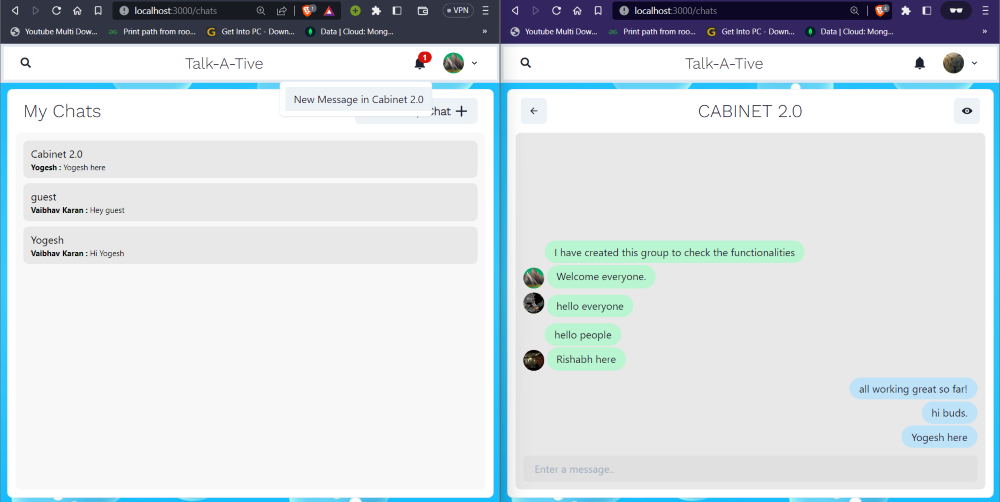 localhost:3000/chats
1
VPN
Youtube Multi Dow...
Print path from roo...
Get Into PC - Down...
Data | Cloud: Mong...
»
Talk-A-Tive
1
New Message in Cabinet 2.0
My Chats
Chat +
Cabinet 2.0
Yogesh : Yogesh here
guest
Vaibhav Karan : Hey guest
Yogesh
Vaibhav Karan : Hi Yogesh
localhost:3000/chats
Youtube Multi Dow...
Print path from roo...
Get Into PC - Down...
Data | Cloud: Mong...
»
Talk-A-Tive
CABINET 2.0
I have created this group to check the functionalities
Welcome everyone.
hello everyone
hello people
Rishabh here
all working great so far!
hi buds.
Yogesh here
Enter a message..